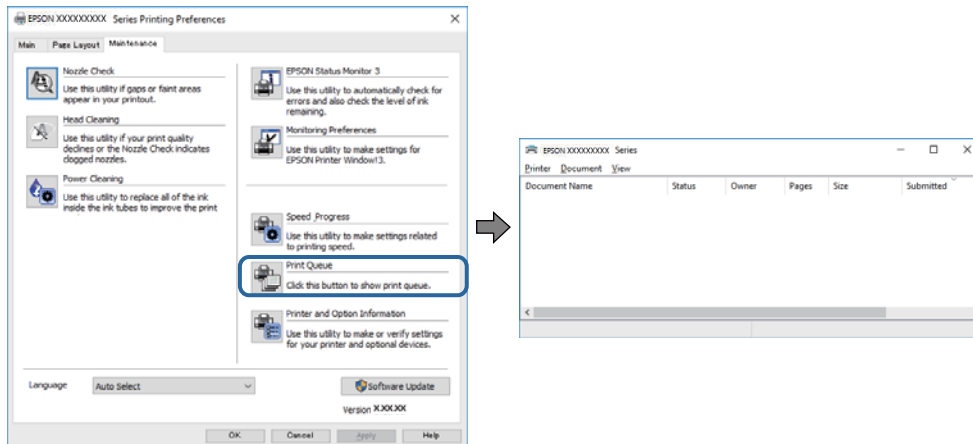 EPSON XXXXXXXXX Series Printing Preferences
Main Page Layout Maintenance
Nozzle Check
Use this utility if gaps or faint areas
appear in your printout.
Head Cleaning
Use this utility if your print quality
declines or the Nozzle Check indicates
clogged nozzles.
Power Cleaning
Use this utility to replace all of the ink
inside the ink tubes to improve the print
EPSON Status Monitor 3
Use this utility to automatically check for
errors and also check the level of ink
remaining.
Monitoring Preferences
Use this utility to make settings for
EPSON Printer Window!3.
Speed Progress
Use this utility to make settings related
to printing speed.
Print Queue
Click this button to show print queue.
Printer and Option Information
Use this utility to make or verify settings
for your printer and optional devices.
Language Auto Select
Software Update
Version X.XX.XX
OK Cancel Apply Help
EPSON XXXXXXXXX Series
Printer Document View
Document Name Status Owner Pages Size Submitted